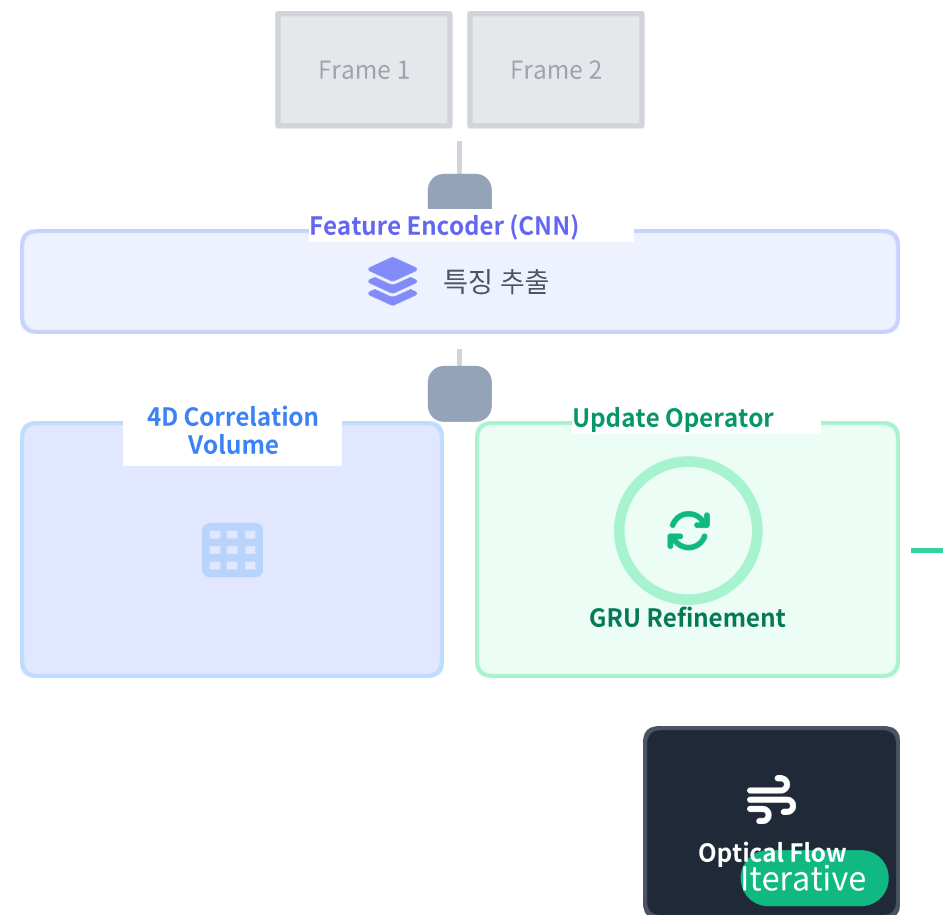 Frame 1
Frame 2
Feature Encoder (CNN)
특징 추출
4D Correlation
Volume
Update Operator
GRU Refinement
Optical Flow
Iterative